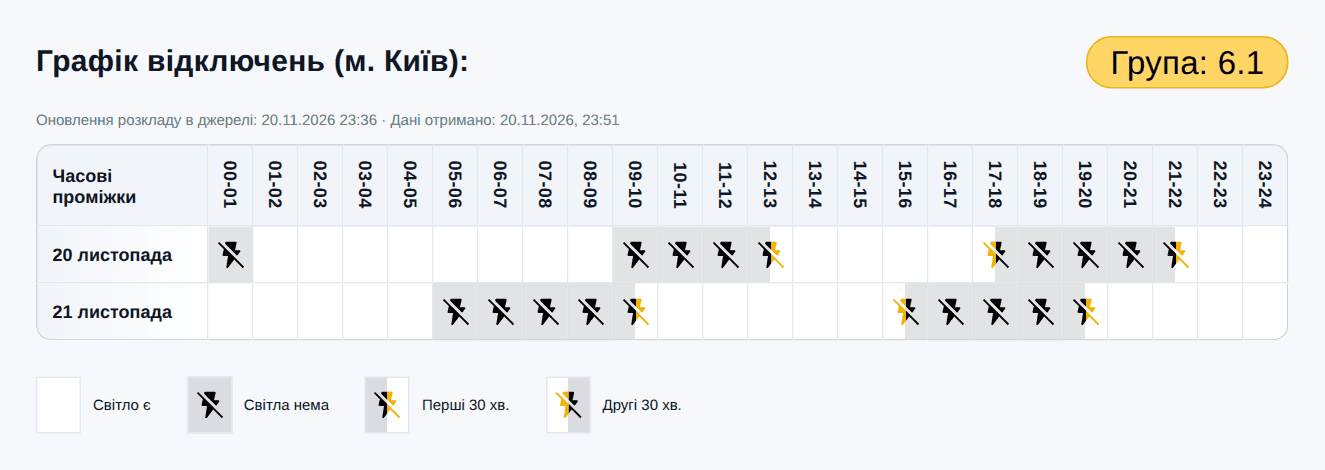 Графік відключень (м. Київ):
Група: 6.1
Оновлення розкладу в джерелі: 20.11.2026 23:36 · Дані отримано: 20.11.2026, 23:51
Часові
проміжки
00-01
01-02
02-03
03-04
04-05
05-06
06-07
07-08
08-09
09-10
10-11
11-12
12-13
13-14
14-15
15-16
16-17
17-18
18-19
19-20
20-21
21-22
22-23
23-24
20 листопада
21 листопада
Світло є
Світла нема
Перші 30 хв.
Другі 30 хв.